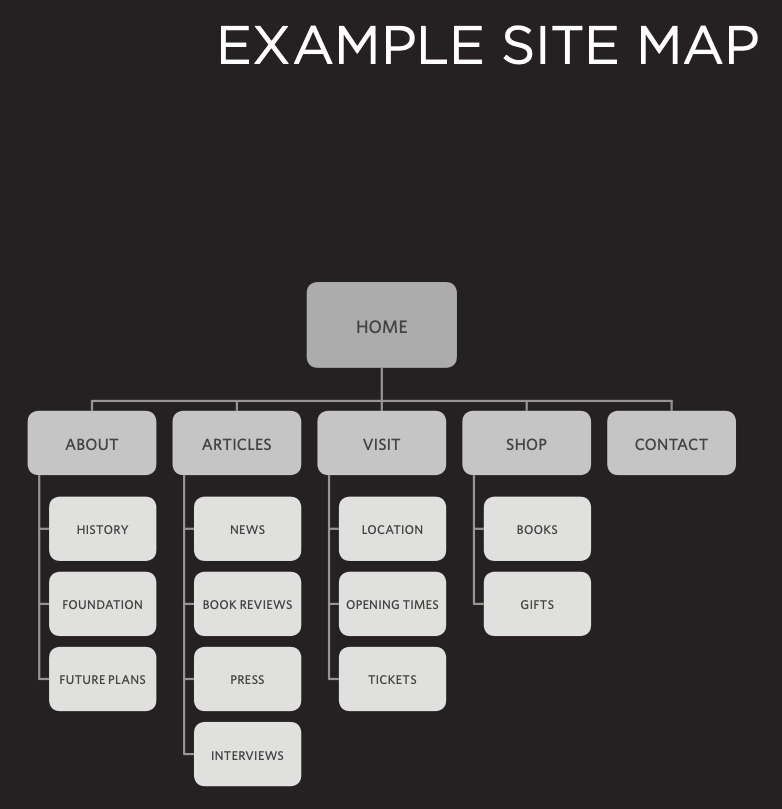 EXAMPLE SITE MAP
HOME
ABOUT
ARTICLES
VISIT
SHOP
CONTACT
HISTORY
FOUNDATION
FUTURE PLANS
NEWS
BOOK REVIEWS
PRESS
INTERVIEWS
LOCATION
OPENING TIMES
TICKETS
BOOKS
GIFTS